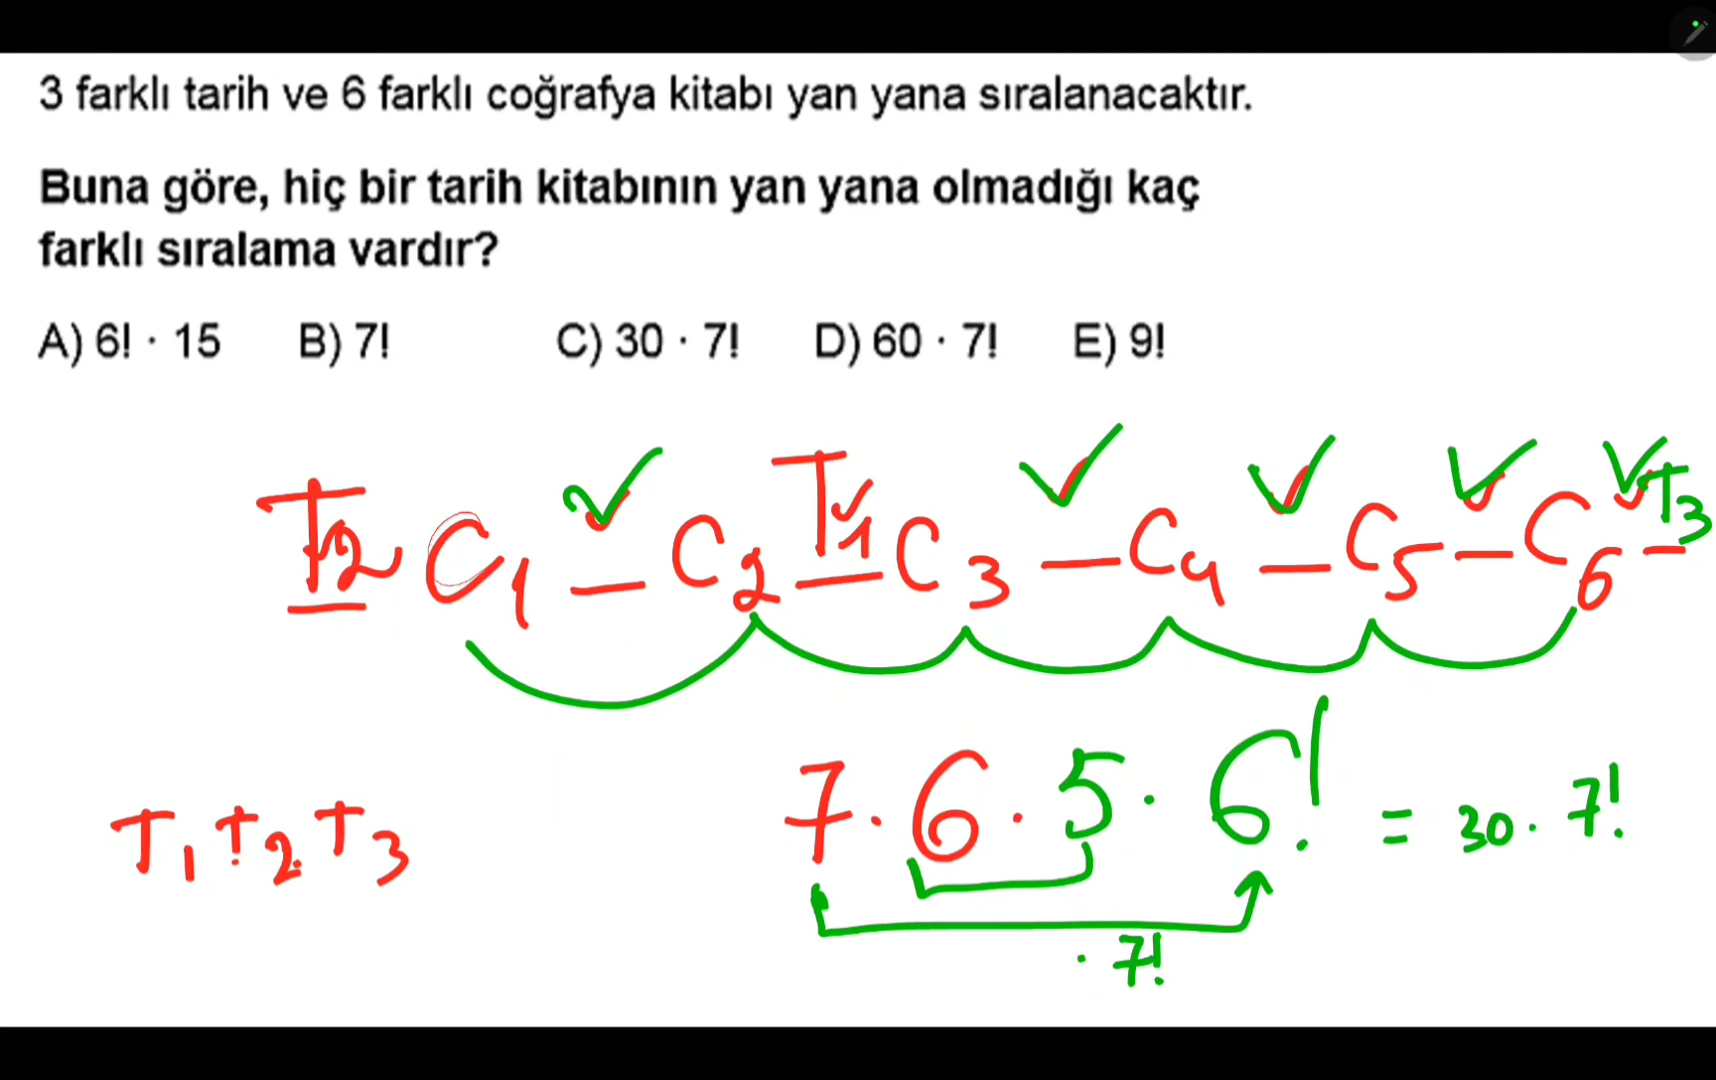 3 farklı tarih ve 6 farklı coğrafya kitabı yan yana sıralanacaktır.
Buna göre, hiç bir tarih kitabının yan yana olmadığı kaç
farklı sıralama vardır?
A) 6! · 15 B) 7! C) 30 · 7! D) 60 · 7! E) 9!
T2 C1 _ C2 T1 C3 _ C4 _ C5 _ C6 T3
7 · 6 · 5 · 6! = 30 · 7!
T1 T2 T3
· 7!